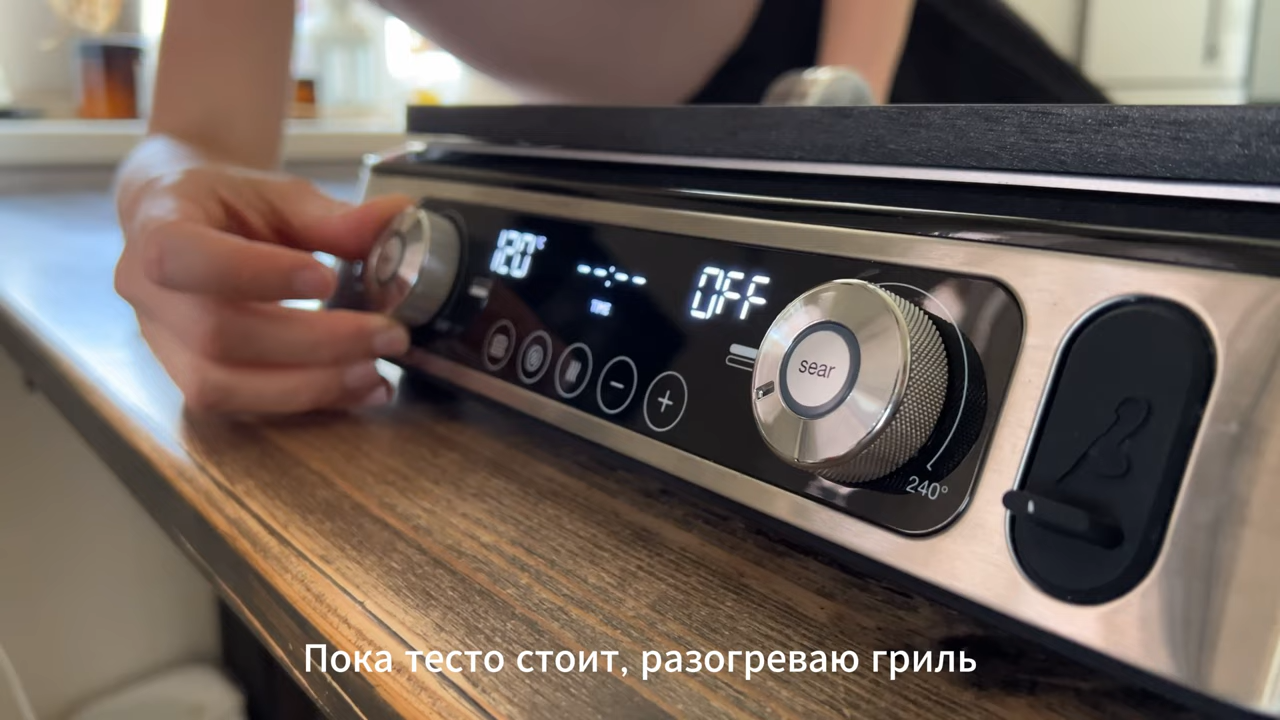 120°
--:--
TIME
OFF
sear
240°
Пока тесто стоит, разогреваю гриль